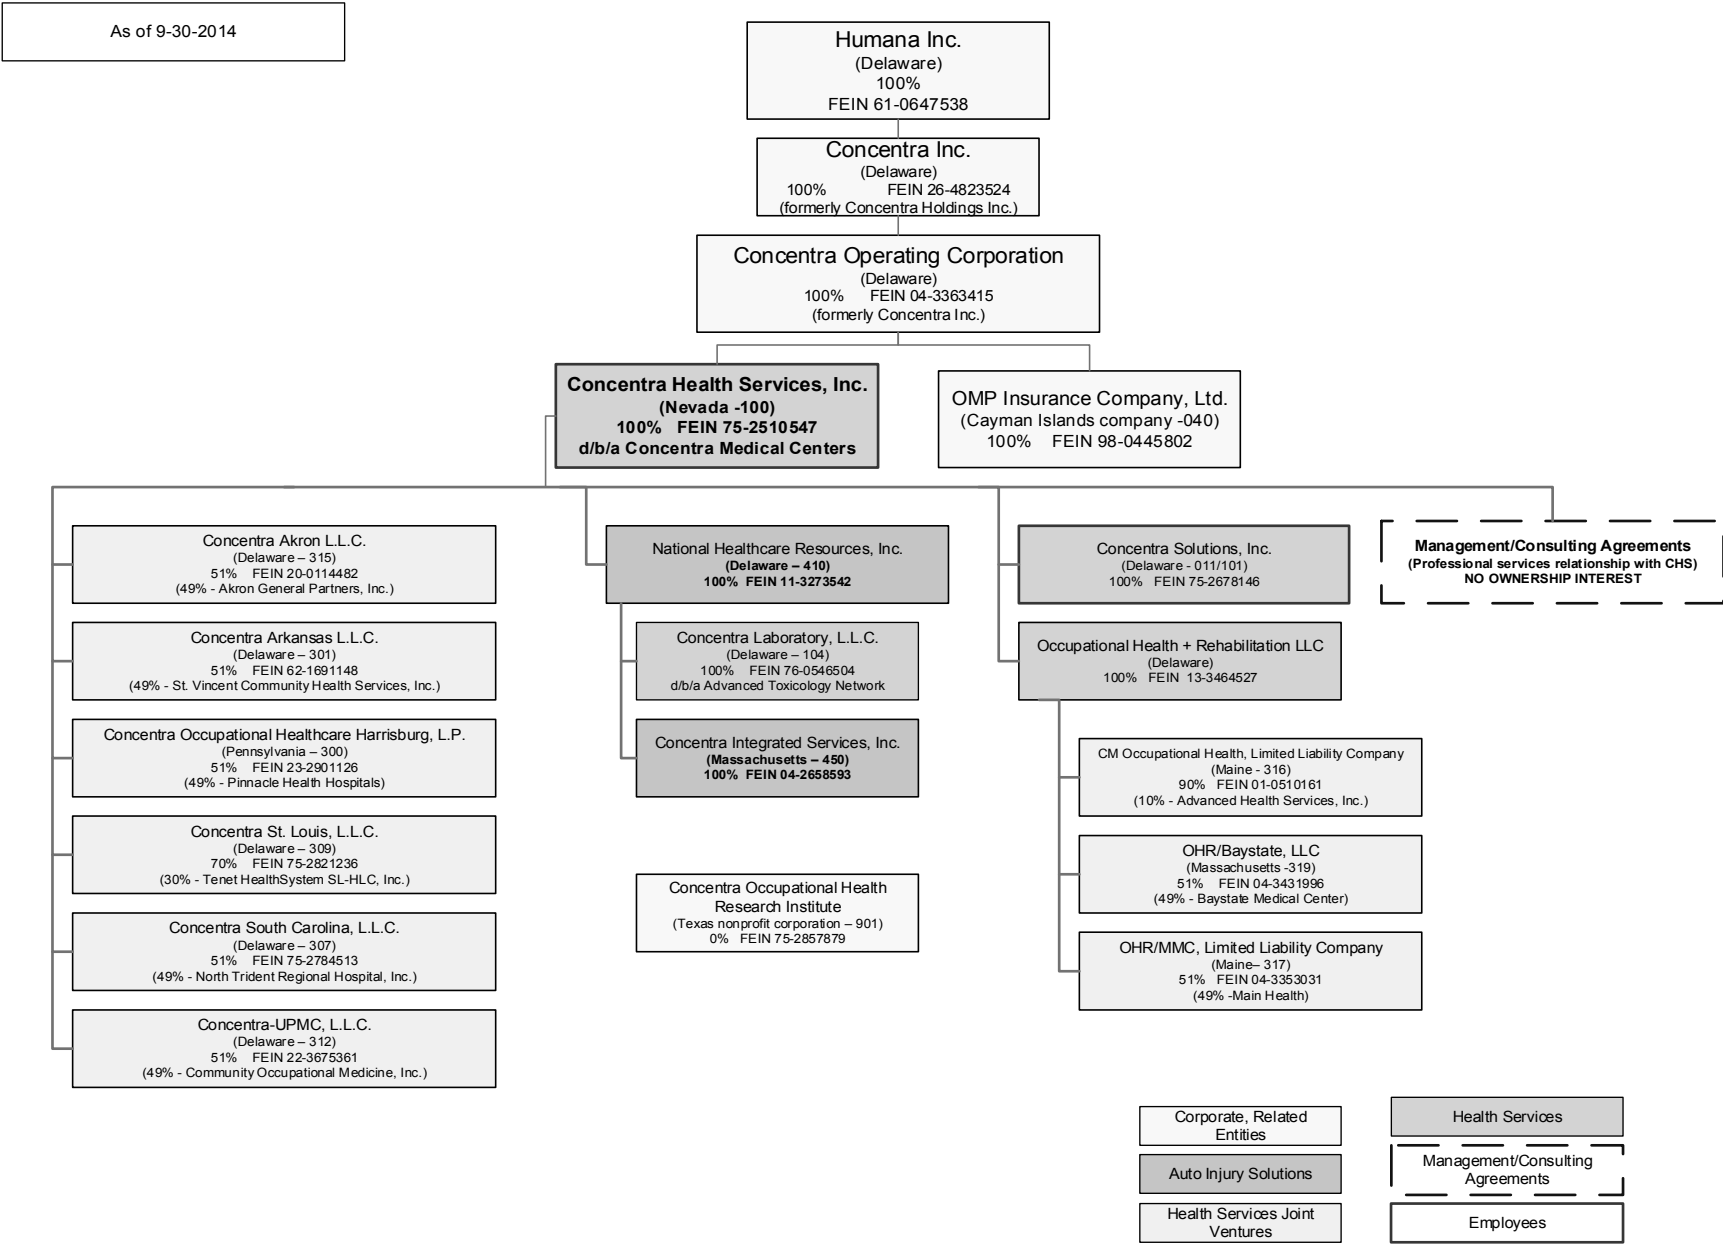 As of 9-30-2014
Humana Inc.
(Delaware)
100%
FEIN 61-0647538
Concentra Inc.
(Delaware)
100% FEIN 26-4823524
(formerly Concentra Holdings Inc.)
Concentra Operating Corporation
(Delaware)
100% FEIN 04-3363415
(formerly Concentra Inc.)
Concentra Health Services, Inc.
(Nevada -100)
100% FEIN 75-2510547
d/b/a Concentra Medical Centers
OMP Insurance Company, Ltd.
(Cayman Islands company -040)
100% FEIN 98-0445802
Concentra Akron L.L.C.
(Delaware – 315)
51% FEIN 20-0114482
(49% - Akron General Partners, Inc.)
Concentra Arkansas L.L.C.
(Delaware – 301)
51% FEIN 62-1691148
(49% - St. Vincent Community Health Services, Inc.)
Concentra Occupational Healthcare Harrisburg, L.P.
(Pennsylvania – 300)
51% FEIN 23-2901126
(49% - Pinnacle Health Hospitals)
Concentra St. Louis, L.L.C.
(Delaware – 309)
70% FEIN 75-2821236
(30% - Tenet HealthSystem SL-HLC, Inc.)
Concentra South Carolina, L.L.C.
(Delaware – 307)
51% FEIN 75-2784513
(49% - North Trident Regional Hospital, Inc.)
Concentra-UPMC, L.L.C.
(Delaware – 312)
51% FEIN 22-3675361
(49% - Community Occupational Medicine, Inc.)
National Healthcare Resources, Inc.
(Delaware – 410)
100% FEIN 11-3273542
Concentra Laboratory, L.L.C.
(Delaware – 104)
100% FEIN 76-0546504
d/b/a Advanced Toxicology Network
Concentra Integrated Services, Inc.
(Massachusetts – 450)
100% FEIN 04-2658593
Concentra Occupational Health
Research Institute
(Texas nonprofit corporation – 901)
0% FEIN 75-2857879
Concentra Solutions, Inc.
(Delaware - 011/101)
100% FEIN 75-2678146
Occupational Health + Rehabilitation LLC
(Delaware)
100% FEIN 13-3464527
CM Occupational Health, Limited Liability Company
(Maine - 316)
90% FEIN 01-0510161
(10% - Advanced Health Services, Inc.)
OHR/Baystate, LLC
(Massachusetts -319)
51% FEIN 04-3431996
(49% - Baystate Medical Center)
OHR/MMC, Limited Liability Company
(Maine– 317)
51% FEIN 04-3353031
(49% -Main Health)
Management/Consulting Agreements
(Professional services relationship with CHS)
NO OWNERSHIP INTEREST
Corporate, Related
Entities
Auto Injury Solutions
Health Services Joint
Ventures
Health Services
Management/Consulting
Agreements
Employees